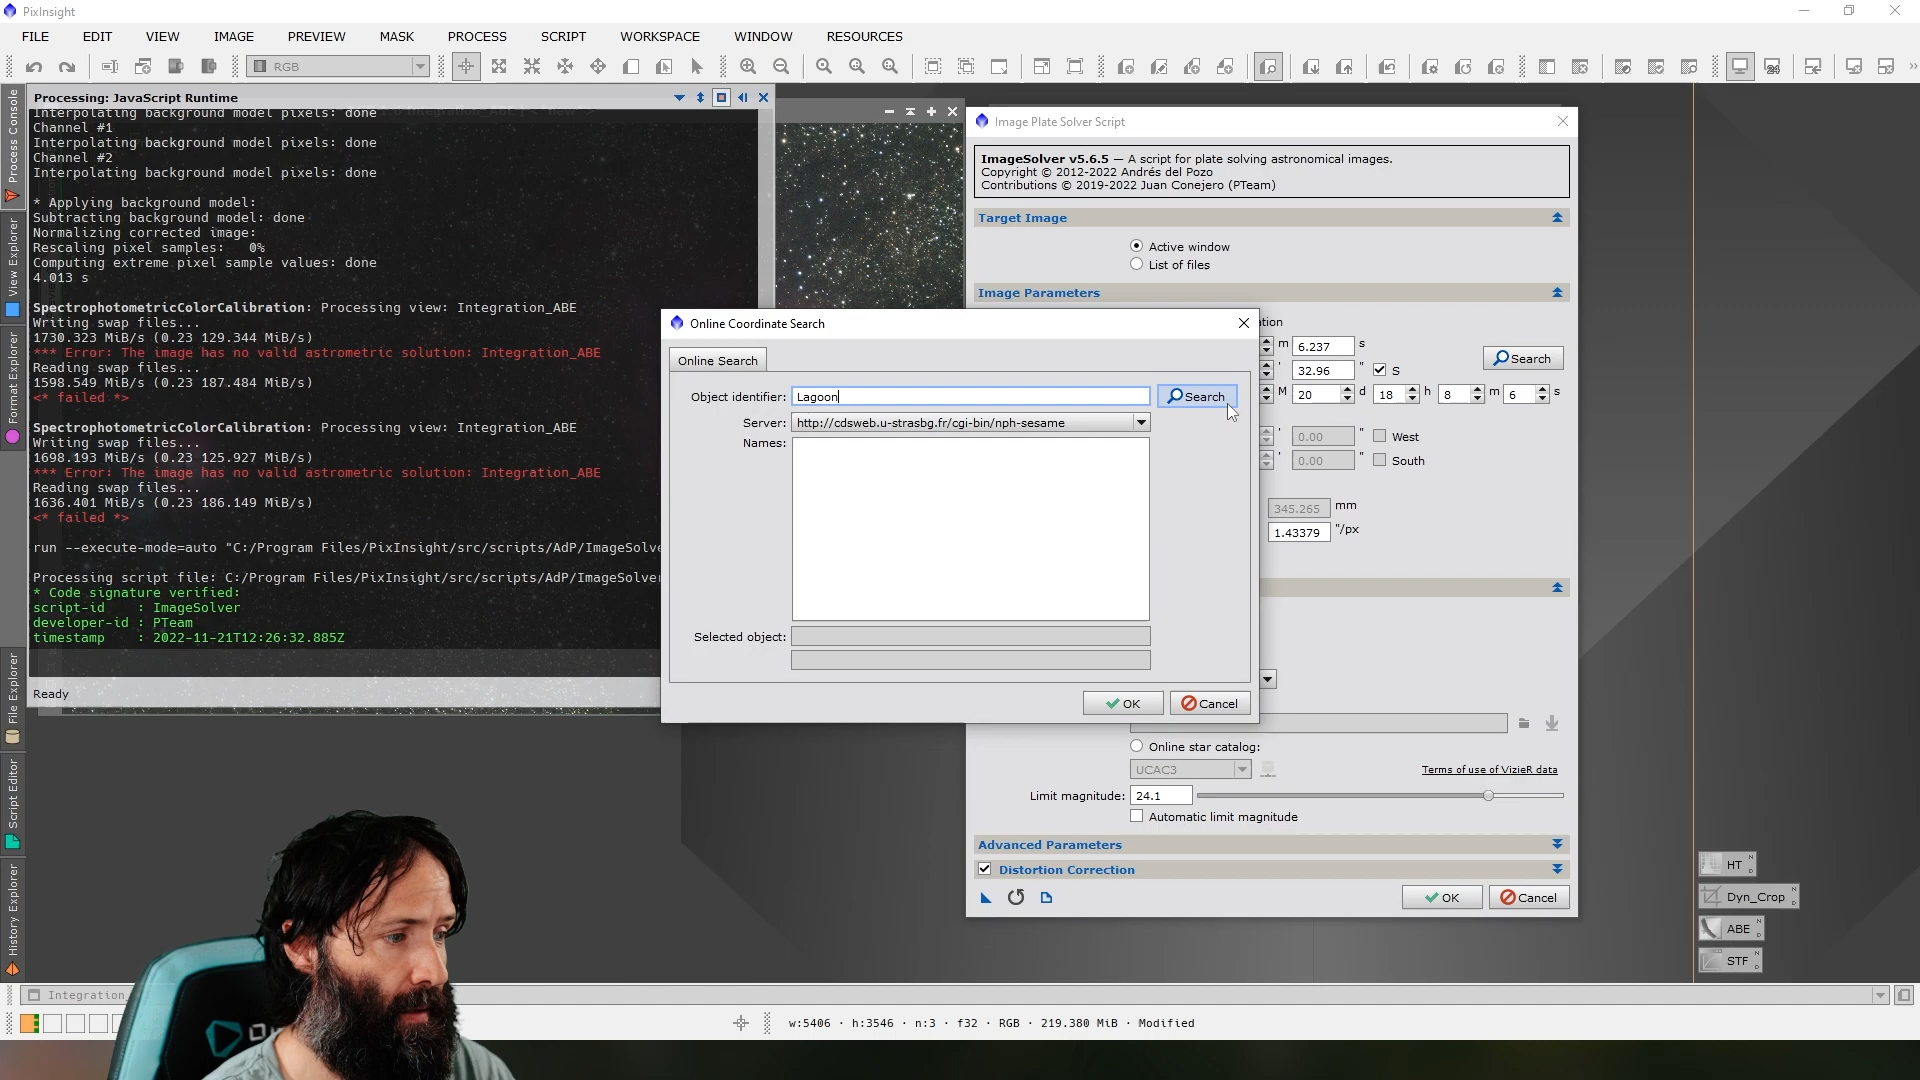 PixInsight
FILE EDIT VIEW IMAGE PREVIEW MASK PROCESS SCRIPT WORKSPACE WINDOW RESOURCES
RGB
Process Console
View Explorer
Format Explorer
File Explorer
Script Editor
History Explorer
Processing: JavaScript Runtime
Interpolating background model pixels: done
Channel #1
Interpolating background model pixels: done
Channel #2
Interpolating background model pixels: done
* Applying background model:
Subtracting background model: done
Normalizing corrected image:
Rescaling pixel samples: 0%
Computing extreme pixel sample values: done
4.013 s
SpectrophotometricColorCalibration: Processing view: Integration_ABE
Writing swap files...
1730.323 MiB/s (0.23 129.344 MiB/s)
*** Error: The image has no valid astrometric solution: Integration_ABE
Reading swap files...
1598.549 MiB/s (0.23 187.484 MiB/s)
<* failed *>
SpectrophotometricColorCalibration: Processing view: Integration_ABE
Writing swap files...
1698.193 MiB/s (0.23 125.927 MiB/s)
*** Error: The image has no valid astrometric solution: Integration_ABE
Reading swap files...
1636.401 MiB/s (0.23 186.149 MiB/s)
<* failed *>
run --execute-mode=auto "C:/Program Files/PixInsight/src/scripts/AdP/ImageSolve
Processing script file: C:/Program Files/PixInsight/src/scripts/AdP/ImageSolve
* Code signature verified:
script-id : ImageSolver
developer-id : PTeam
timestamp : 2022-11-21T12:26:32.885Z
Ready
Image Plate Solver Script
ImageSolver v5.6.5 — A script for plate solving astronomical images.
Copyright © 2012-2022 Andrés del Pozo
Contributions © 2019-2022 Juan Conejero (PTeam)
Target Image
Active window
List of files
Image Parameters
m 6.237 s
Search
' 32.96 " S
M 20 d 18 h 8 m 6 s
' 0.00 " West
' 0.00 " South
345.265 mm
1.43379 "/px
Online star catalog:
UCAC3
Terms of use of VizieR data
Limit magnitude: 24.1
Automatic limit magnitude
Advanced Parameters
Distortion Correction
OK Cancel
Online Coordinate Search
Online Search
Object identifier: Lagoon Search
Server: http://cdsweb.u-strasbg.fr/cgi-bin/nph-sesame
Names:
Selected object:
OK Cancel
HT
Dyn_Crop
ABE
STF
Integration_
w:5406 · h:3546 · n:3 · f32 · RGB · 219.380 MiB · Modified